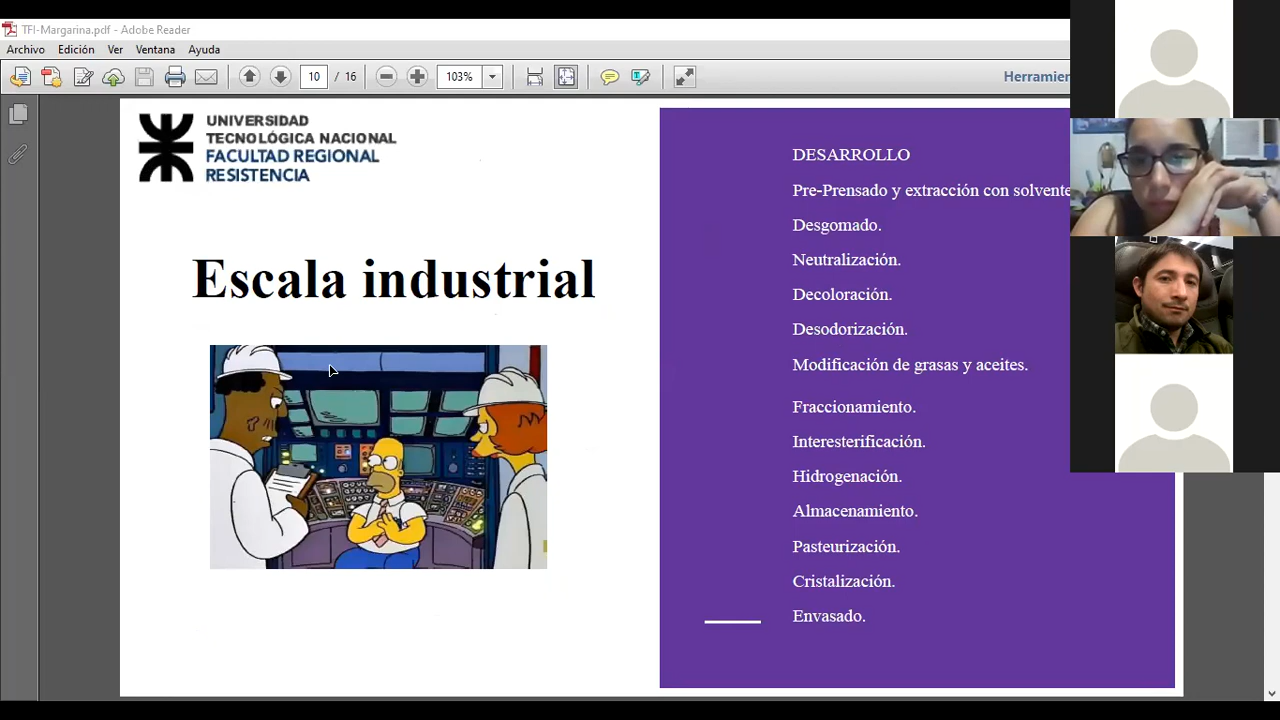 TFI-Margarina.pdf - Adobe Reader
Archivo Edición Ver Ventana Ayuda
10 / 16 103% Herramien
UNIVERSIDAD
TECNOLÓGICA NACIONAL
FACULTAD REGIONAL
RESISTENCIA
Escala industrial
DESARROLLO
Pre-Prensado y extracción con solvente
Desgomado.
Neutralización.
Decoloración.
Desodorización.
Modificación de grasas y aceites.
Fraccionamiento.
Interesterificación.
Hidrogenación.
Almacenamiento.
Pasteurización.
Cristalización.
Envasado.